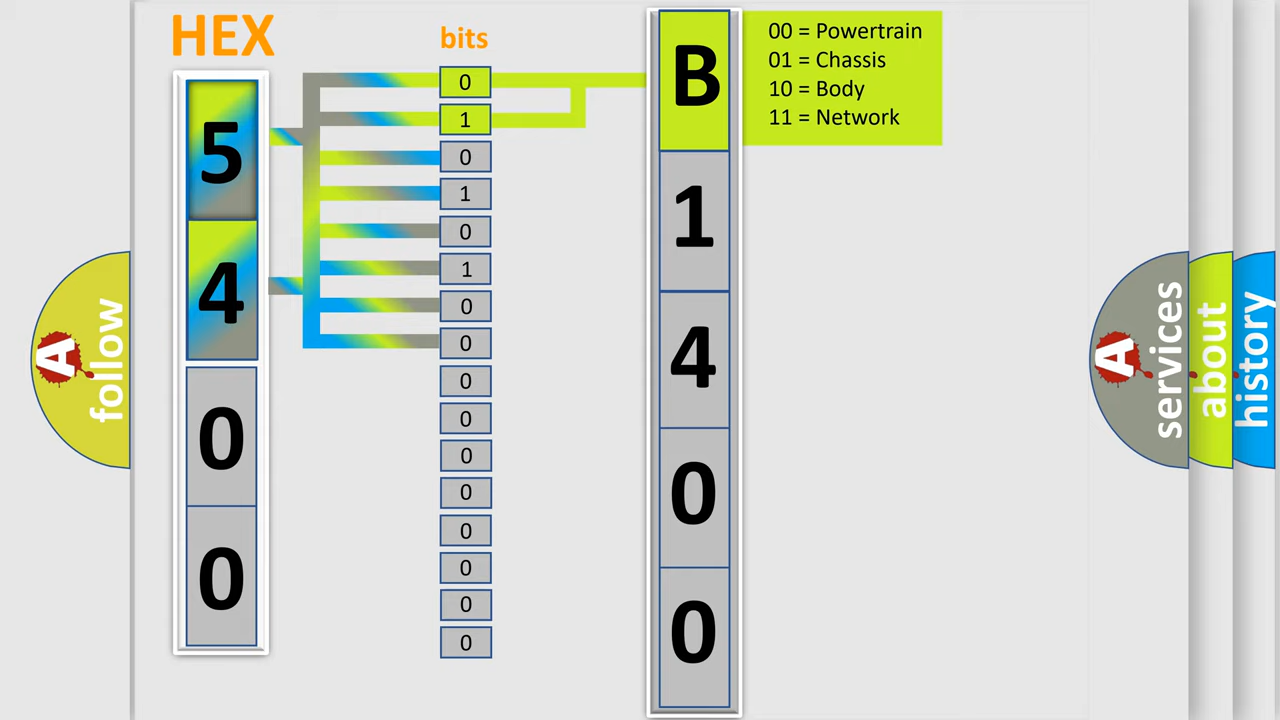 HEX
bits
5
4
0
0
0
1
0
1
0
1
0
0
0
0
0
0
0
0
0
0
B
1
4
0
0
00 = Powertrain
01 = Chassis
10 = Body
11 = Network
A
follow
A
services
about
history